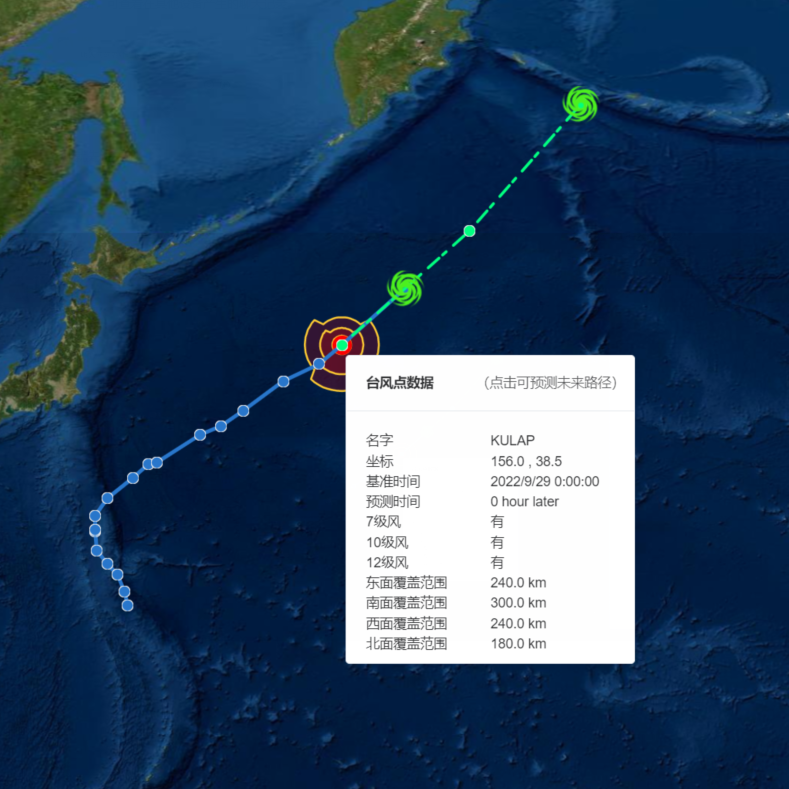 台风点数据 (点击可预测未来路径)
名字 KULAP
坐标 156.0 , 38.5
基准时间 2022/9/29 0:00:00
预测时间 0 hour later
7级风 有
10级风 有
12级风 有
东面覆盖范围 240.0 km
南面覆盖范围 300.0 km
西面覆盖范围 240.0 km
北面覆盖范围 180.0 km